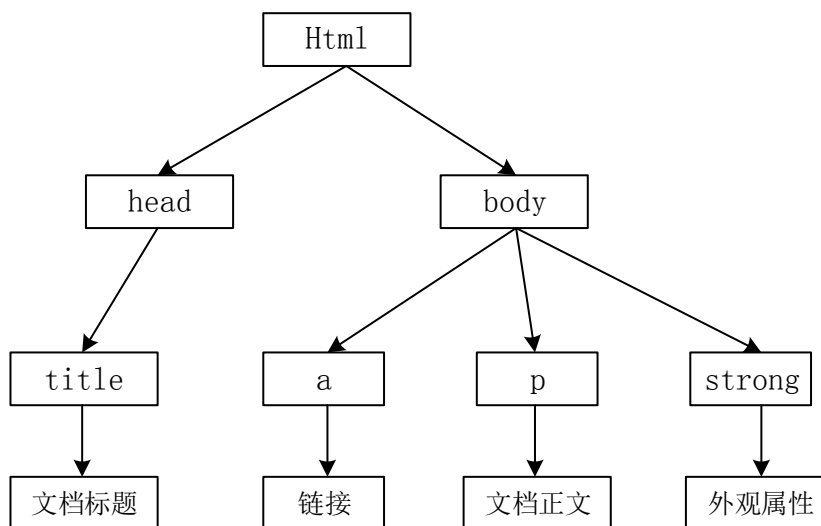 Html
head
body
title
a
p
strong
文档标题
链接
文档正文
外观属性